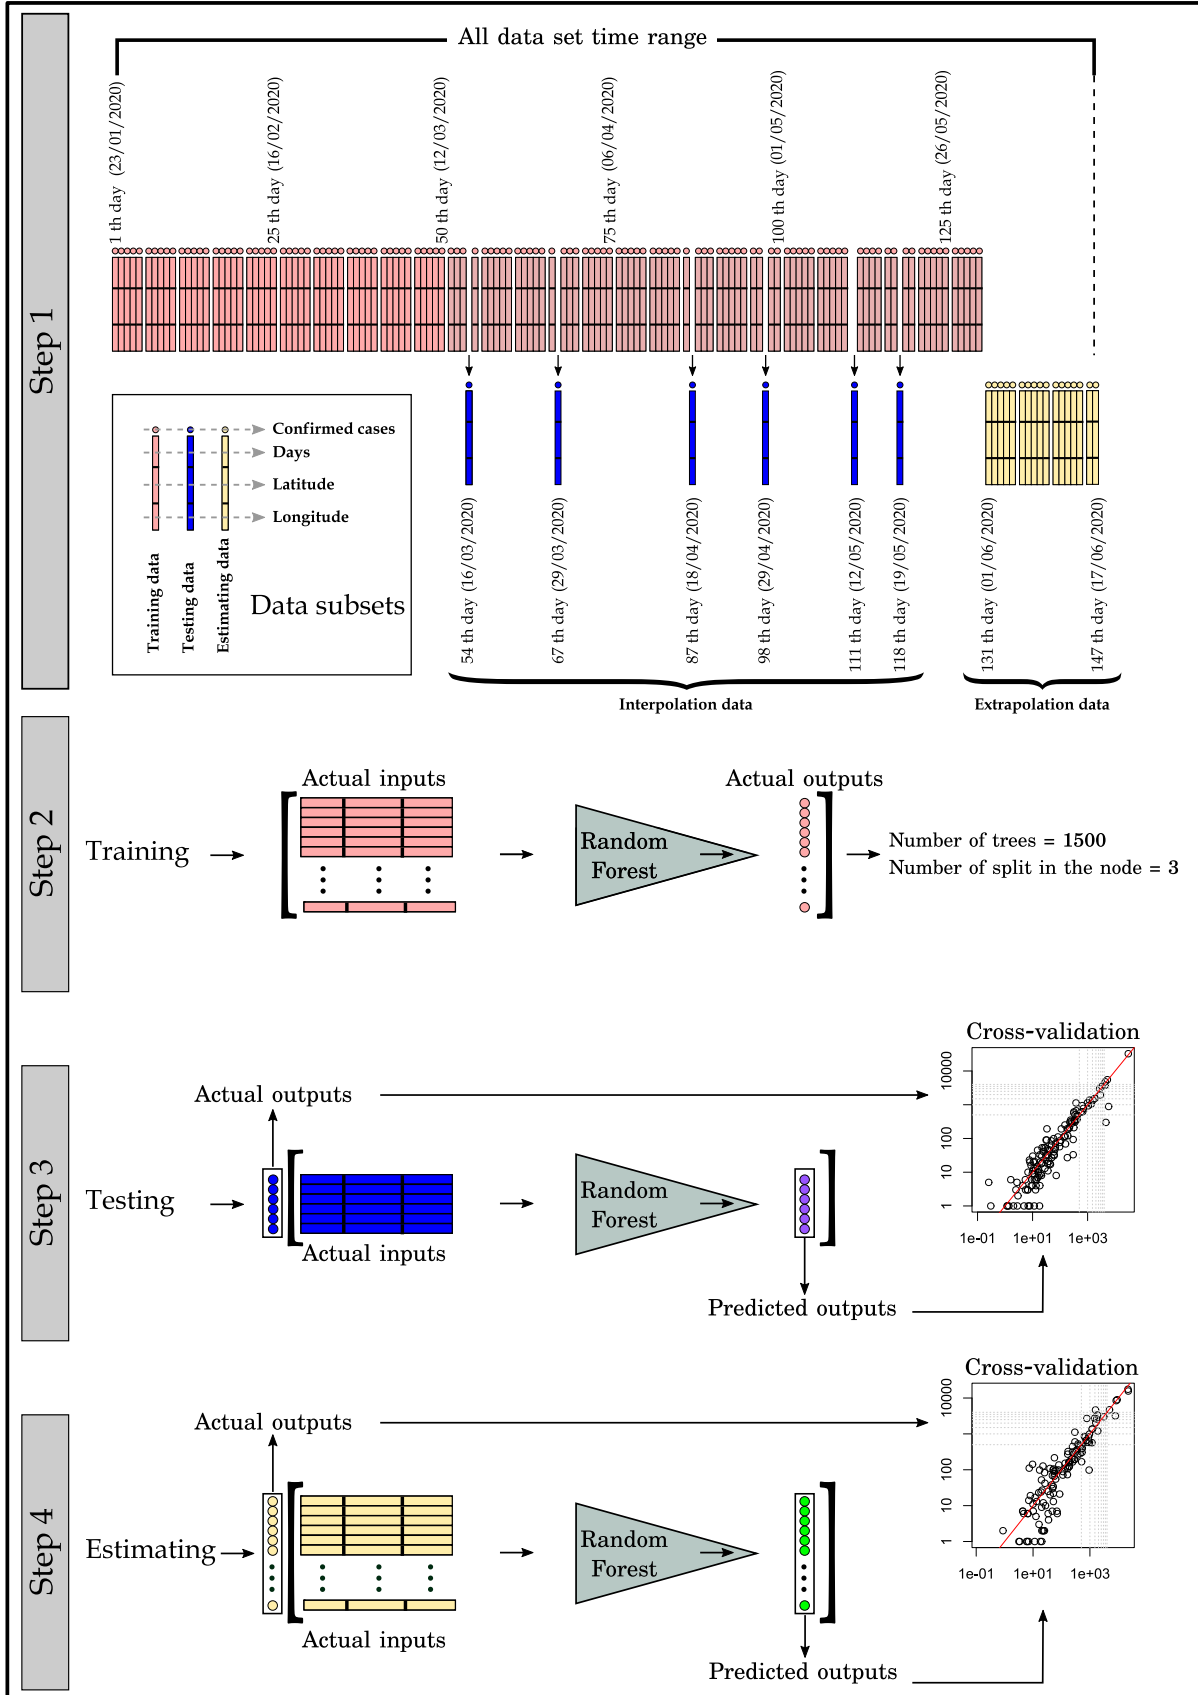 Step 1
All data set time range
1 th day (23/01/2020)
25 th day (16/02/2020)
50 th day (12/03/2020)
75 th day (06/04/2020)
100 th day (01/05/2020)
125 th day (26/05/2020)
Confirmed cases
Days
Latitude
Longitude
Training data
Testing data
Estimating data
Data subsets
54 th day (16/03/2020)
67 th day (29/03/2020)
87 th day (18/04/2020)
98 th day (29/04/2020)
111 th day (12/05/2020)
118 th day (19/05/2020)
131 th day (01/06/2020)
147 th day (17/06/2020)
Interpolation data
Extrapolation data
Step 2
Training
Actual inputs
Random
Forest
Actual outputs
Number of trees = 1500
Number of split in the node = 3
Step 3
Testing
Actual outputs
Actual inputs
Random
Forest
Predicted outputs
Cross-validation
10000
100
10
1
1e-01
1e+01
1e+03
Step 4
Estimating
Actual outputs
Actual inputs
Random
Forest
Predicted outputs
Cross-validation
10000
100
10
1
1e-01
1e+01
1e+03